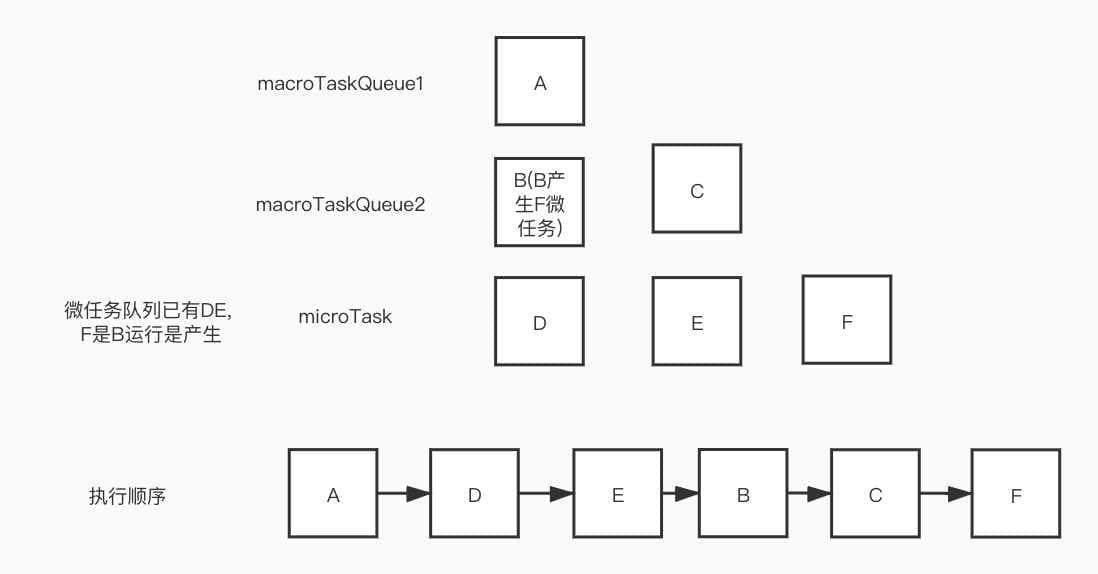 macroTaskQueue1
A
macroTaskQueue2
B(B产
生F微
任务)
C
微任务队列已有DE,
F是B运行是产生
microTask
D
E
F
执行顺序
A
D
E
B
C
F